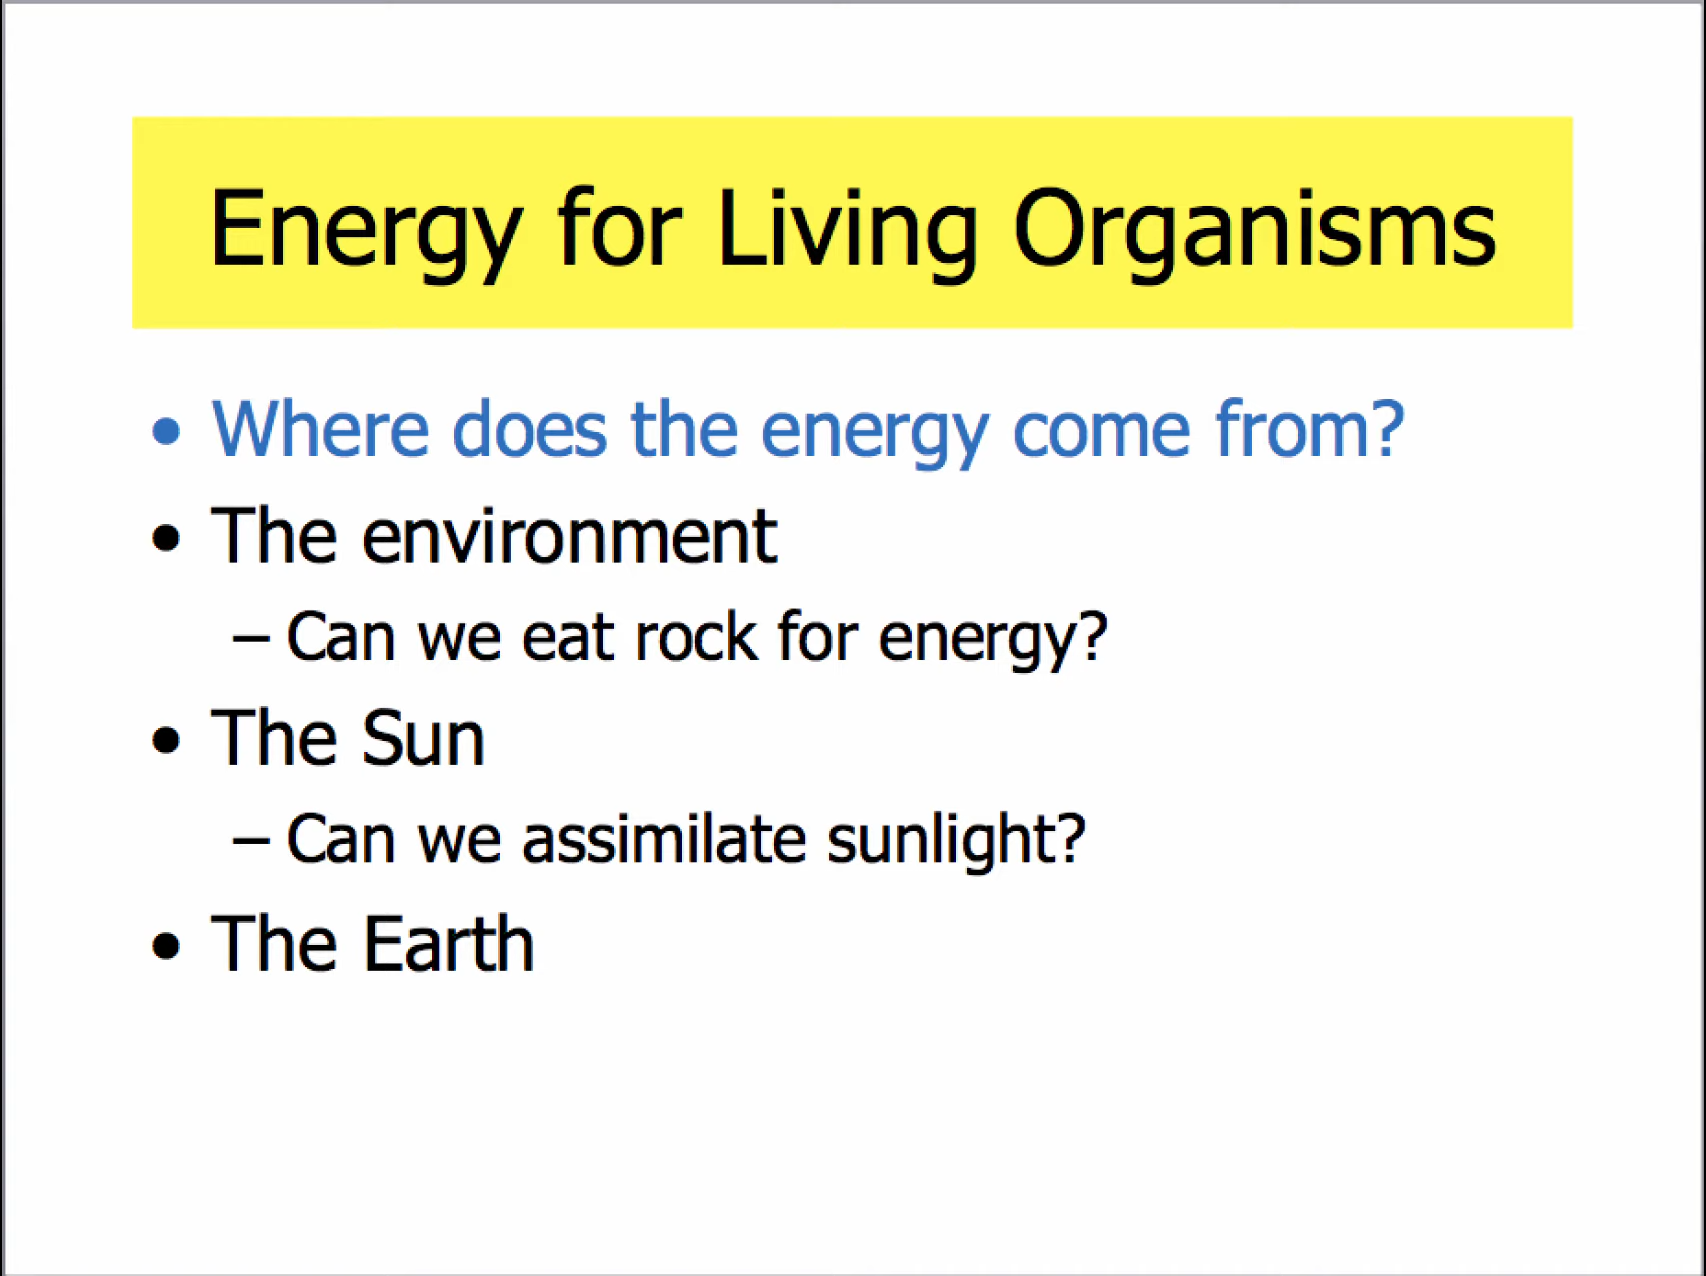 Energy for Living Organisms
• Where does the energy come from?
• The environment
– Can we eat rock for energy?
• The Sun
– Can we assimilate sunlight?
• The Earth